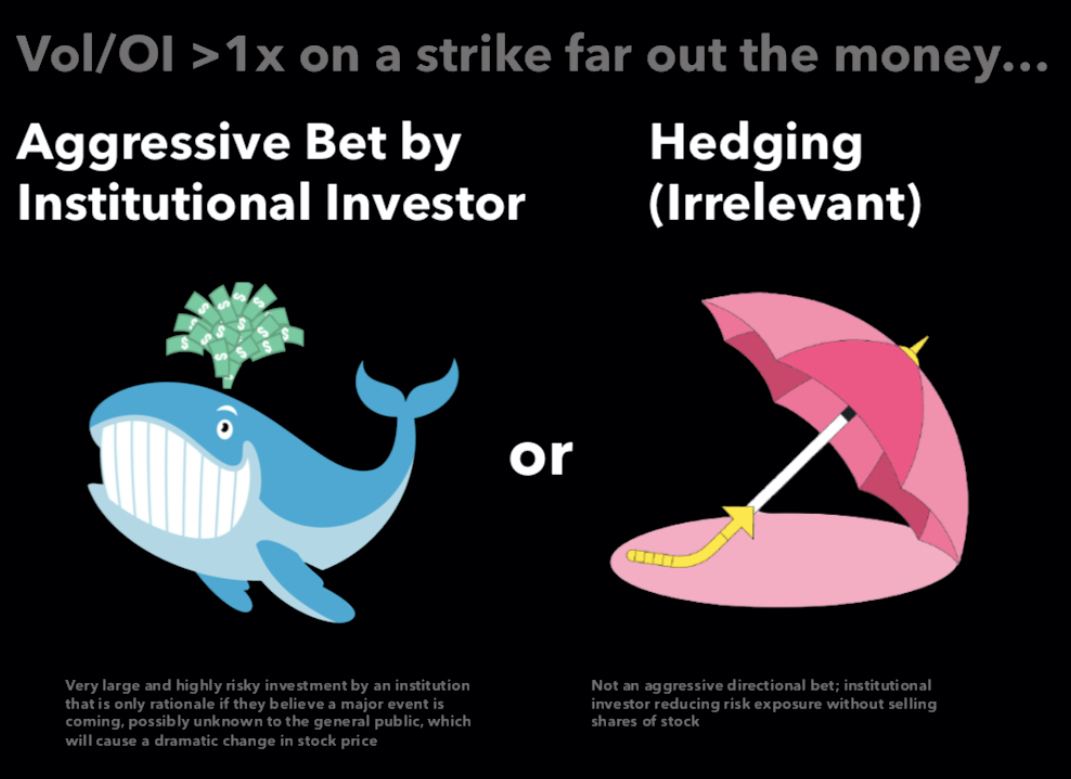 Vol/OI >1x on a strike far out the money...
Aggressive Bet by
Institutional Investor
Hedging
(Irrelevant)
$ $ $ $ $ $ $ $ $ $ $ $
or
Very large and highly risky investment by an institution
that is only rationale if they believe a major event is
coming, possibly unknown to the general public, which
will cause a dramatic change in stock price
Not an aggressive directional bet; institutional
investor reducing risk exposure without selling
shares of stock